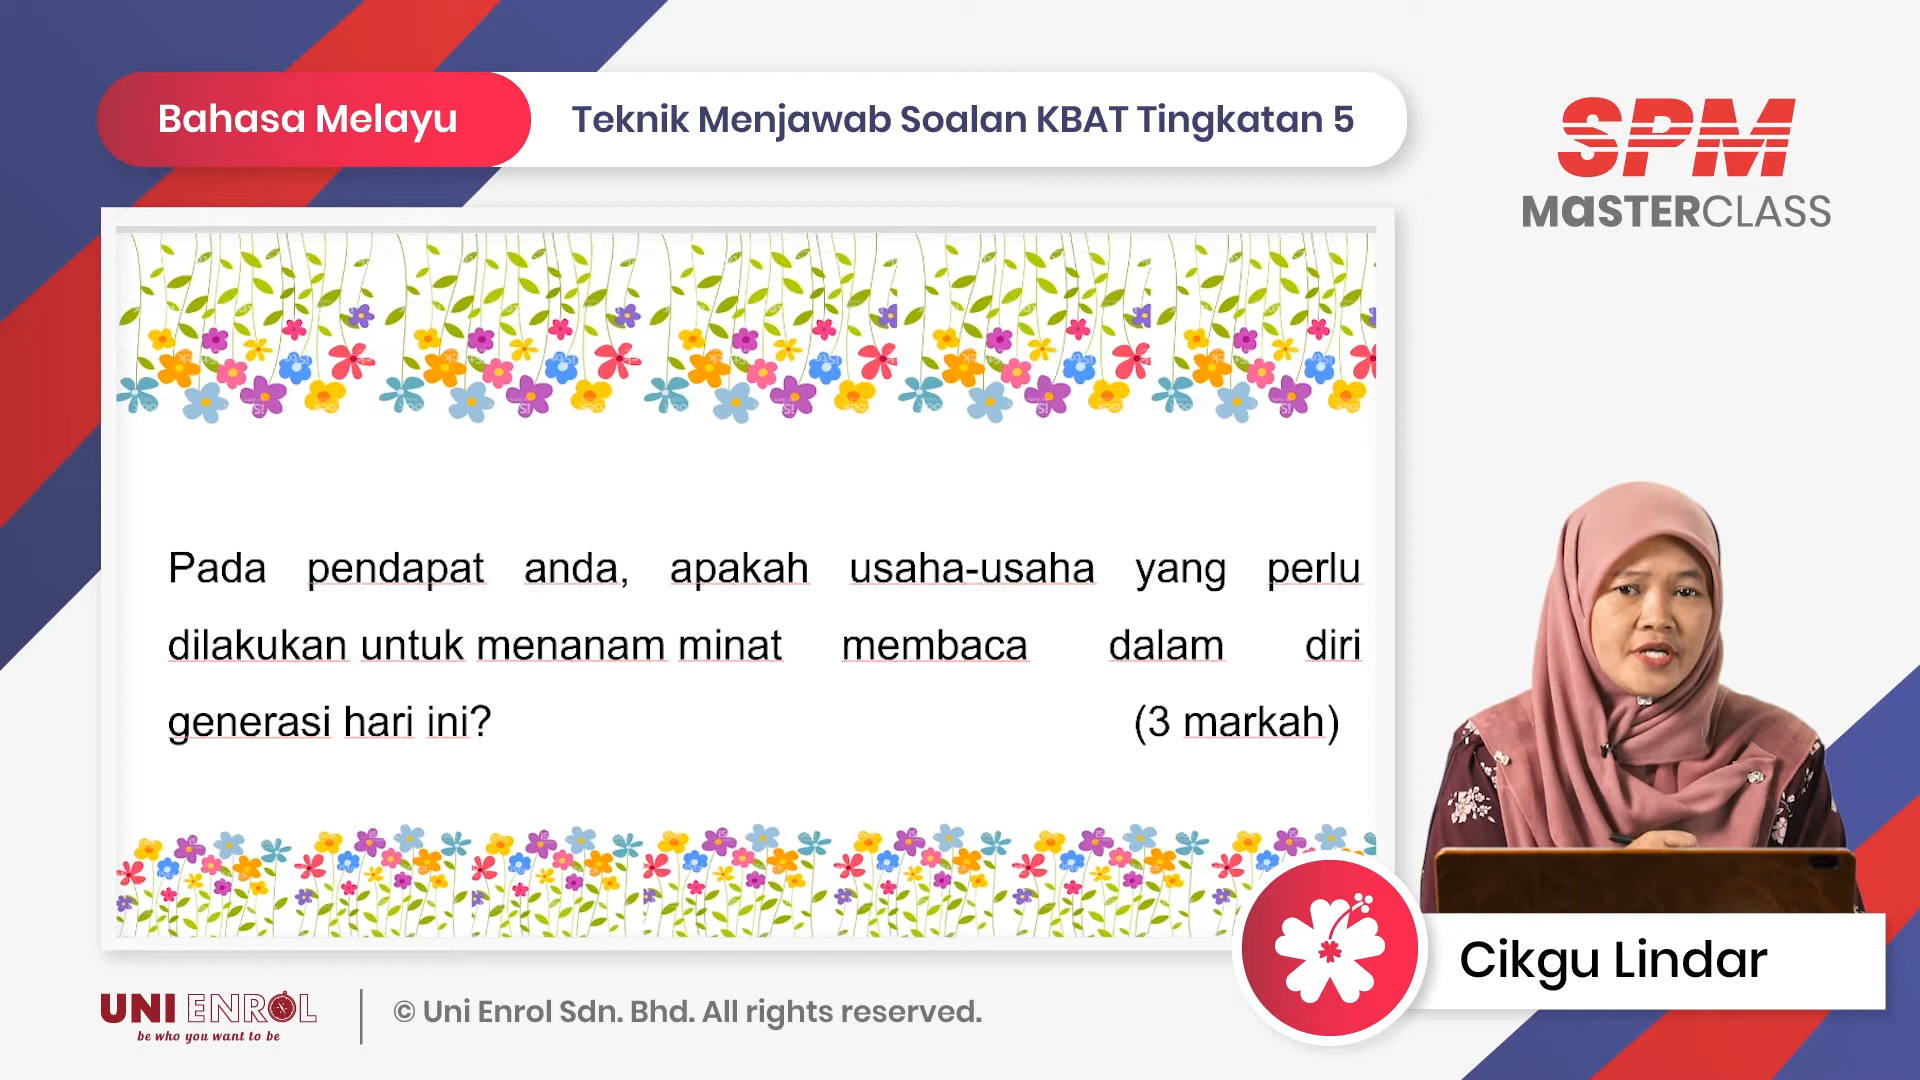 Bahasa Melayu
Teknik Menjawab Soalan KBAT Tingkatan 5
SPM
MASTERCLASS
Pada pendapat anda, apakah usaha-usaha yang perlu
dilakukan untuk menanam minat membaca dalam diri
generasi hari ini? (3 markah)
Cikgu Lindar
UNI ENROL
be who you want to be
© Uni Enrol Sdn. Bhd. All rights reserved.